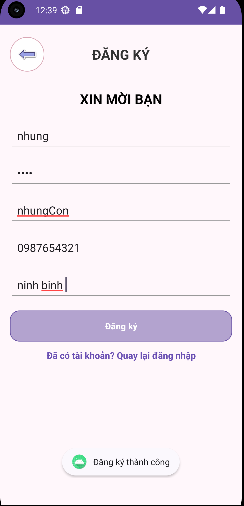 12:39
ĐĂNG KÝ
XIN MỜI BẠN
nhung
••••
nhungCon
0987654321
ninh binh
Đăng ký
Đã có tài khoản? Quay lại đăng nhập
Đăng ký thành công